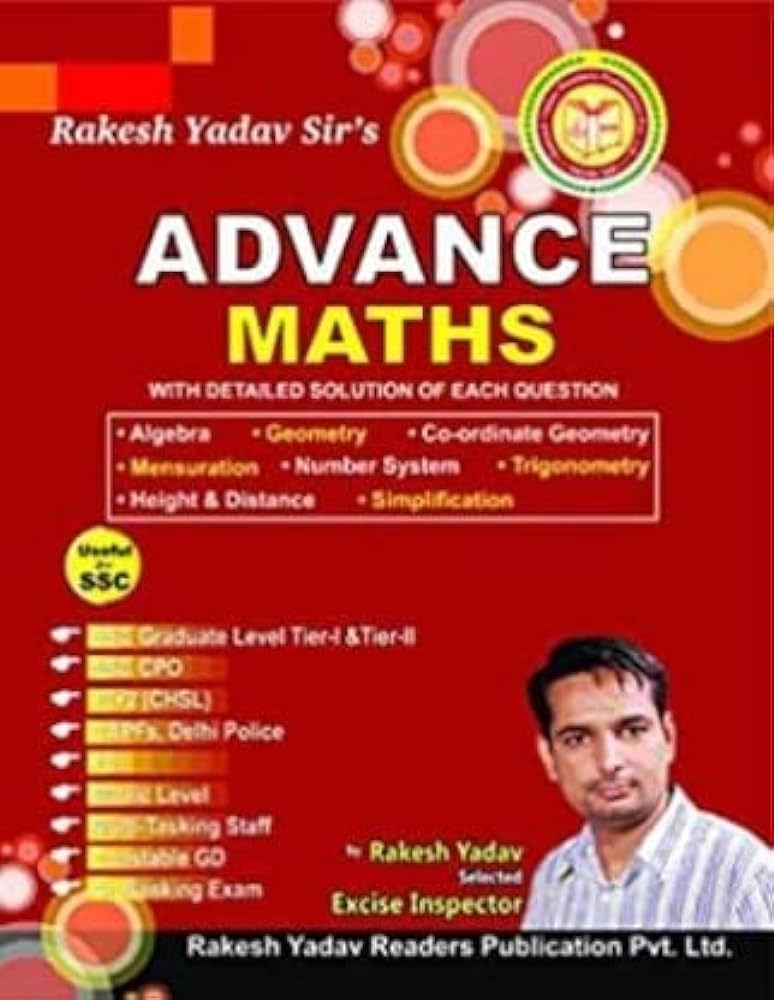 Rakesh Yadav Sir's
ADVANCE
MATHS
WITH DETAILED SOLUTION OF EACH QUESTION
• Algebra • Geometry • Co-ordinate Geometry
• Mensuration • Number System • Trigonometry
• Height & Distance • Simplification
Useful
for
SSC
Graduate Level Tier-I &Tier-II
CPO
(CHSL)
Delhi Police
Level
Tasking Staff
GD
Exam
by Rakesh Yadav
Selected
Excise Inspector
Rakesh Yadav Readers Publication Pvt. Ltd.